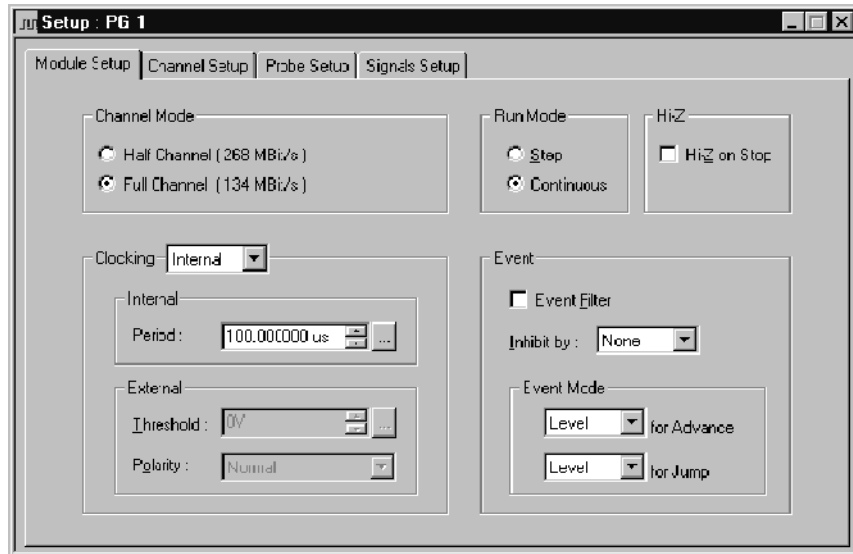 Setup : PG 1
Module Setup Channel Setup Probe Setup Signals Setup
Channel Mode
Half Channel ( 268 MBit/s )
Full Channel ( 134 MBit/s )
Run Mode
Step
Continuous
Hi-Z
Hi-Z on Stop
Clocking Internal
Internal
Period : 100.000000 us ...
External
Threshold : 0V ...
Polarity : Normal
Event
Event Filter
Inhibit by : None
Event Mode
Level for Advance
Level for Jump